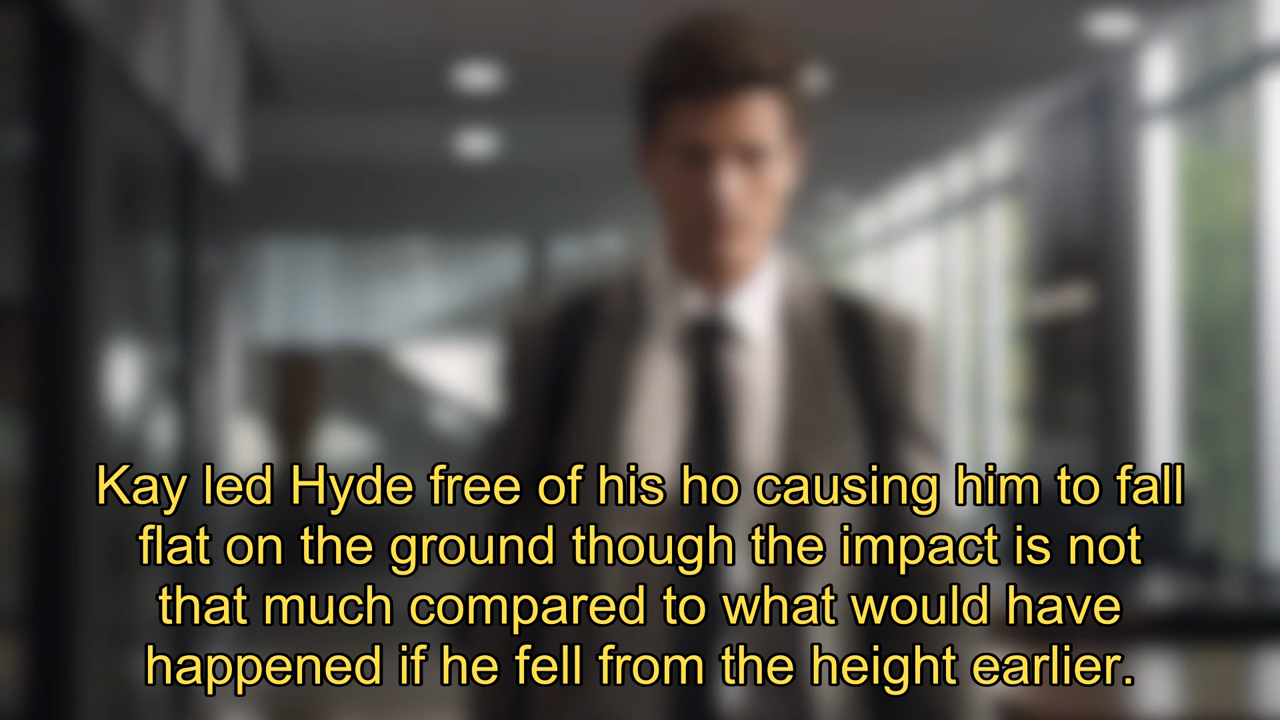 Kay led Hyde free of his ho causing him to fall
flat on the ground though the impact is not
that much compared to what would have
happened if he fell from the height earlier.